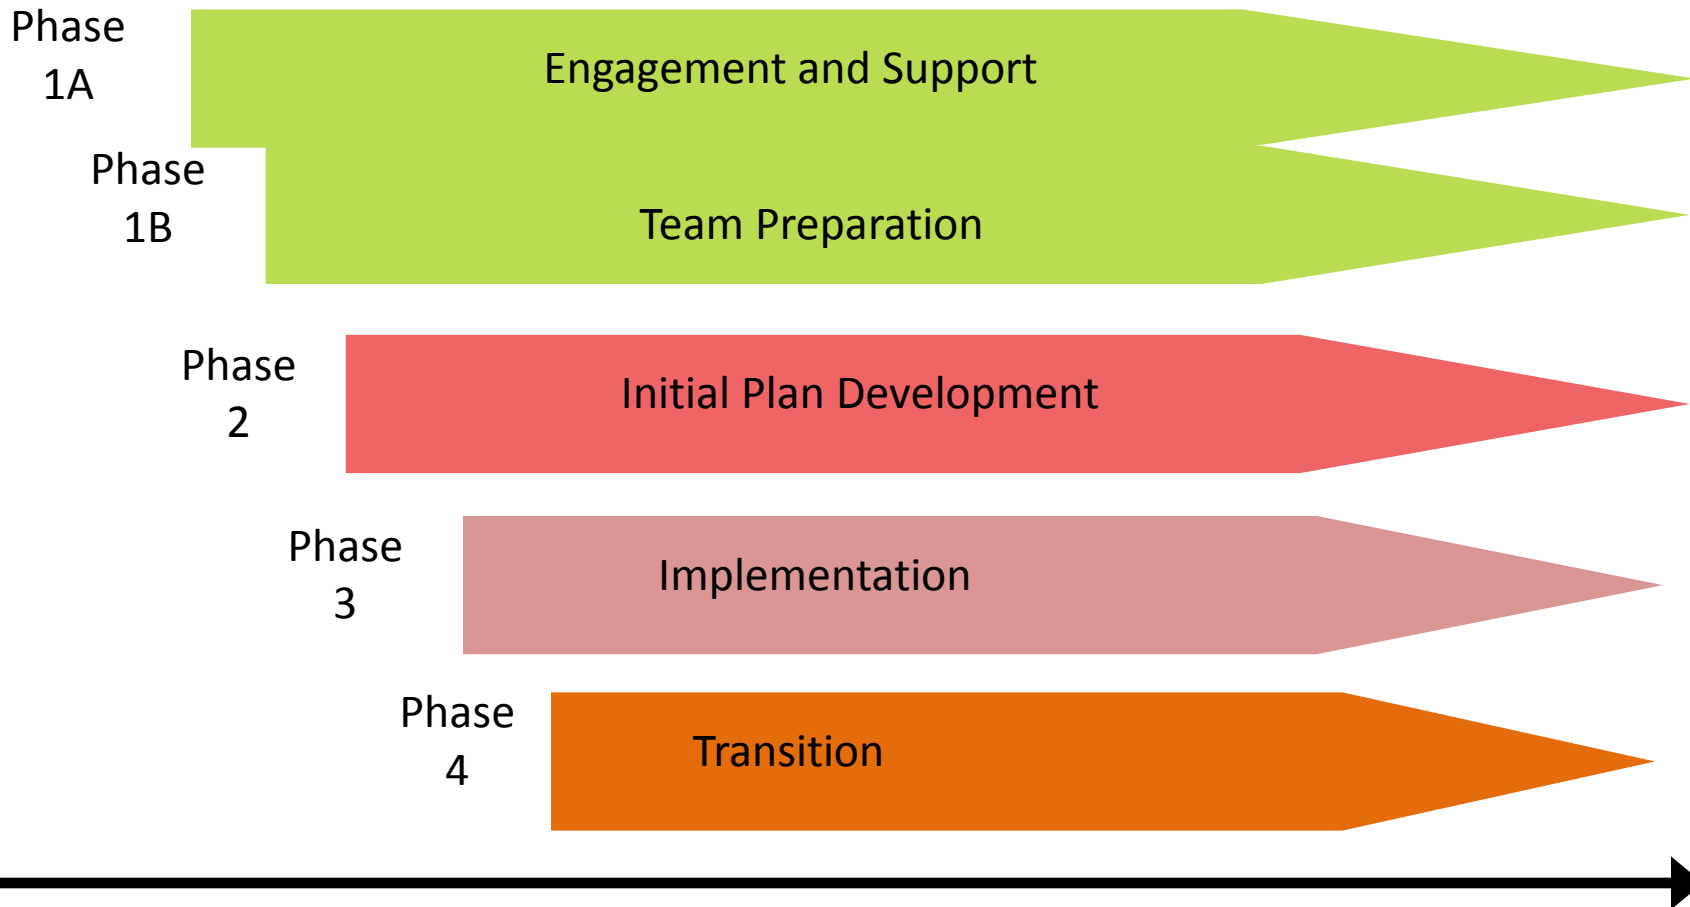 Phase
1A
Engagement and Support
Phase
1B
Team Preparation
Phase
2
Initial Plan Development
Phase
3
Implementation
Phase
4
Transition